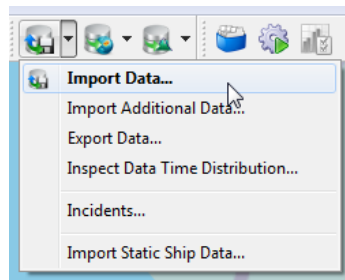 Import Data...
Import Additional Data...
Export Data...
Inspect Data Time Distribution...
Incidents...
Import Static Ship Data...